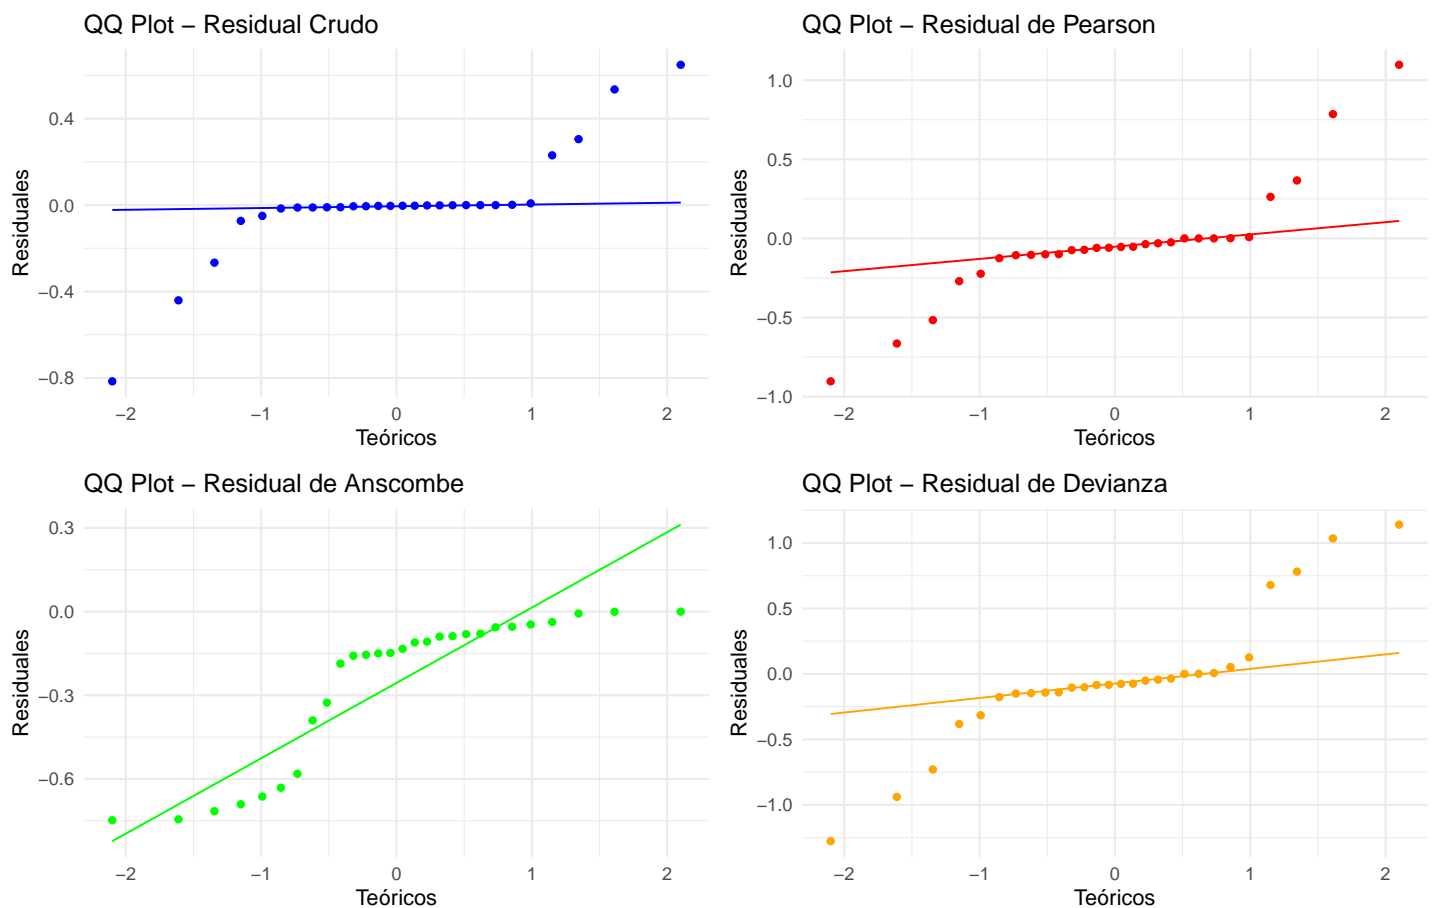 QQ Plot – Residual Crudo
Residuales
0.4
0.0
−0.4
−0.8
−2 −1 0 1 2
Teóricos
QQ Plot – Residual de Pearson
Residuales
1.0
0.5
0.0
−0.5
−1.0
−2 −1 0 1 2
Teóricos
QQ Plot – Residual de Anscombe
Residuales
0.3
0.0
−0.3
−0.6
−2 −1 0 1 2
Teóricos
QQ Plot – Residual de Devianza
Residuales
1.0
0.5
0.0
−0.5
−1.0
−2 −1 0 1 2
Teóricos